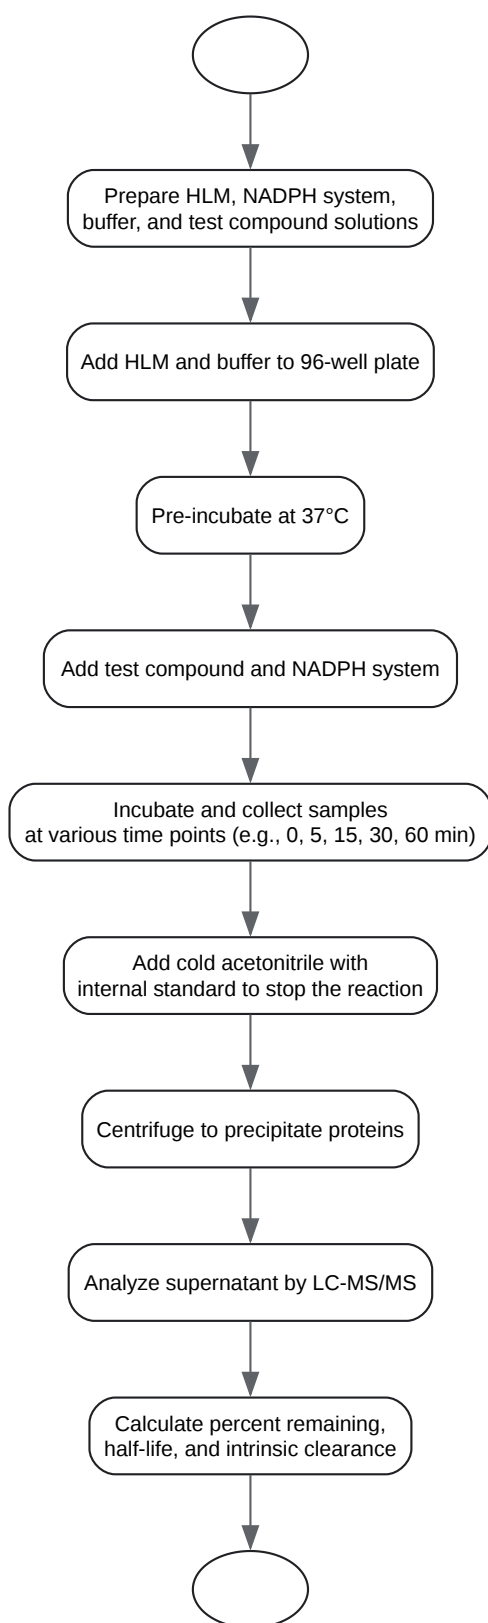 Prepare HLM, NADPH system,
buffer, and test compound solutions
Add HLM and buffer to 96-well plate
Pre-incubate at 37°C
Add test compound and NADPH system
Incubate and collect samples
at various time points (e.g., 0, 5, 15, 30, 60 min)
Add cold acetonitrile with
internal standard to stop the reaction
Centrifuge to precipitate proteins
Analyze supernatant by LC-MS/MS
Calculate percent remaining,
half-life, and intrinsic clearance